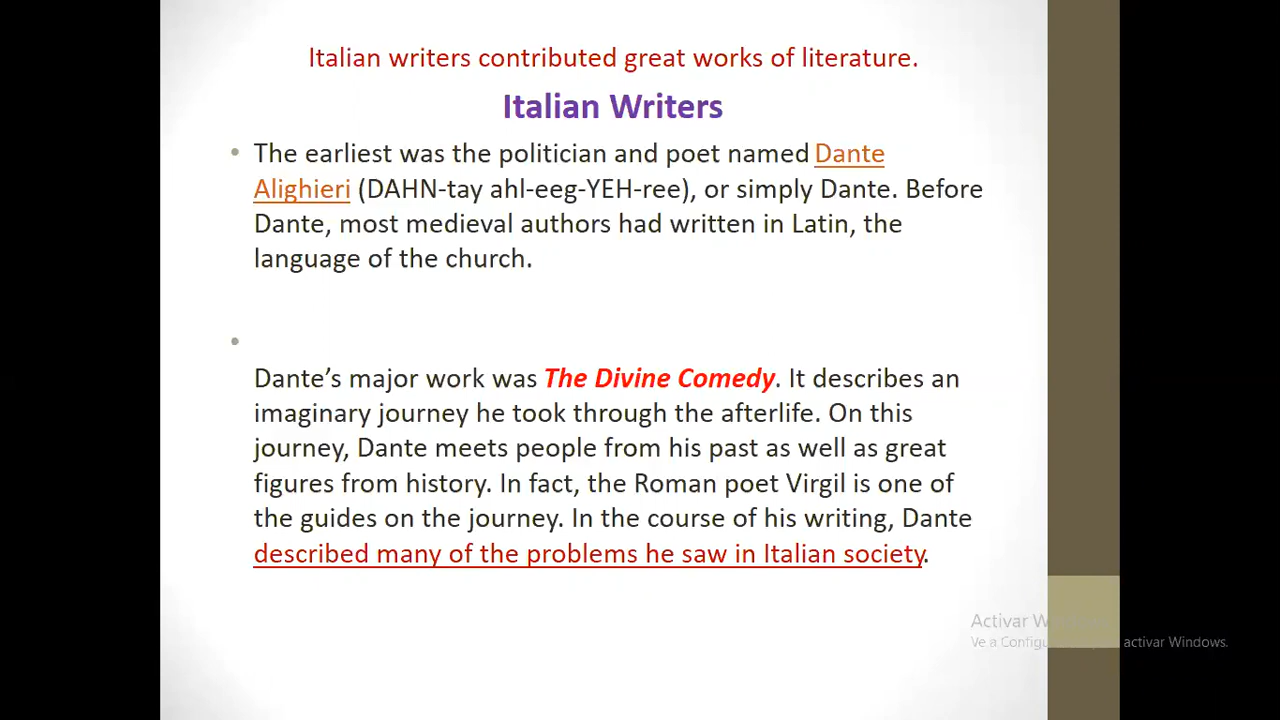 Italian writers contributed great works of literature.
Italian Writers
• The earliest was the politician and poet named Dante
Alighieri (DAHN-tay ahl-eeg-YEH-ree), or simply Dante. Before
Dante, most medieval authors had written in Latin, the
language of the church.
•
Dante’s major work was The Divine Comedy. It describes an
imaginary journey he took through the afterlife. On this
journey, Dante meets people from his past as well as great
figures from history. In fact, the Roman poet Virgil is one of
the guides on the journey. In the course of his writing, Dante
described many of the problems he saw in Italian society.
Activar
Ve a activar Windows.